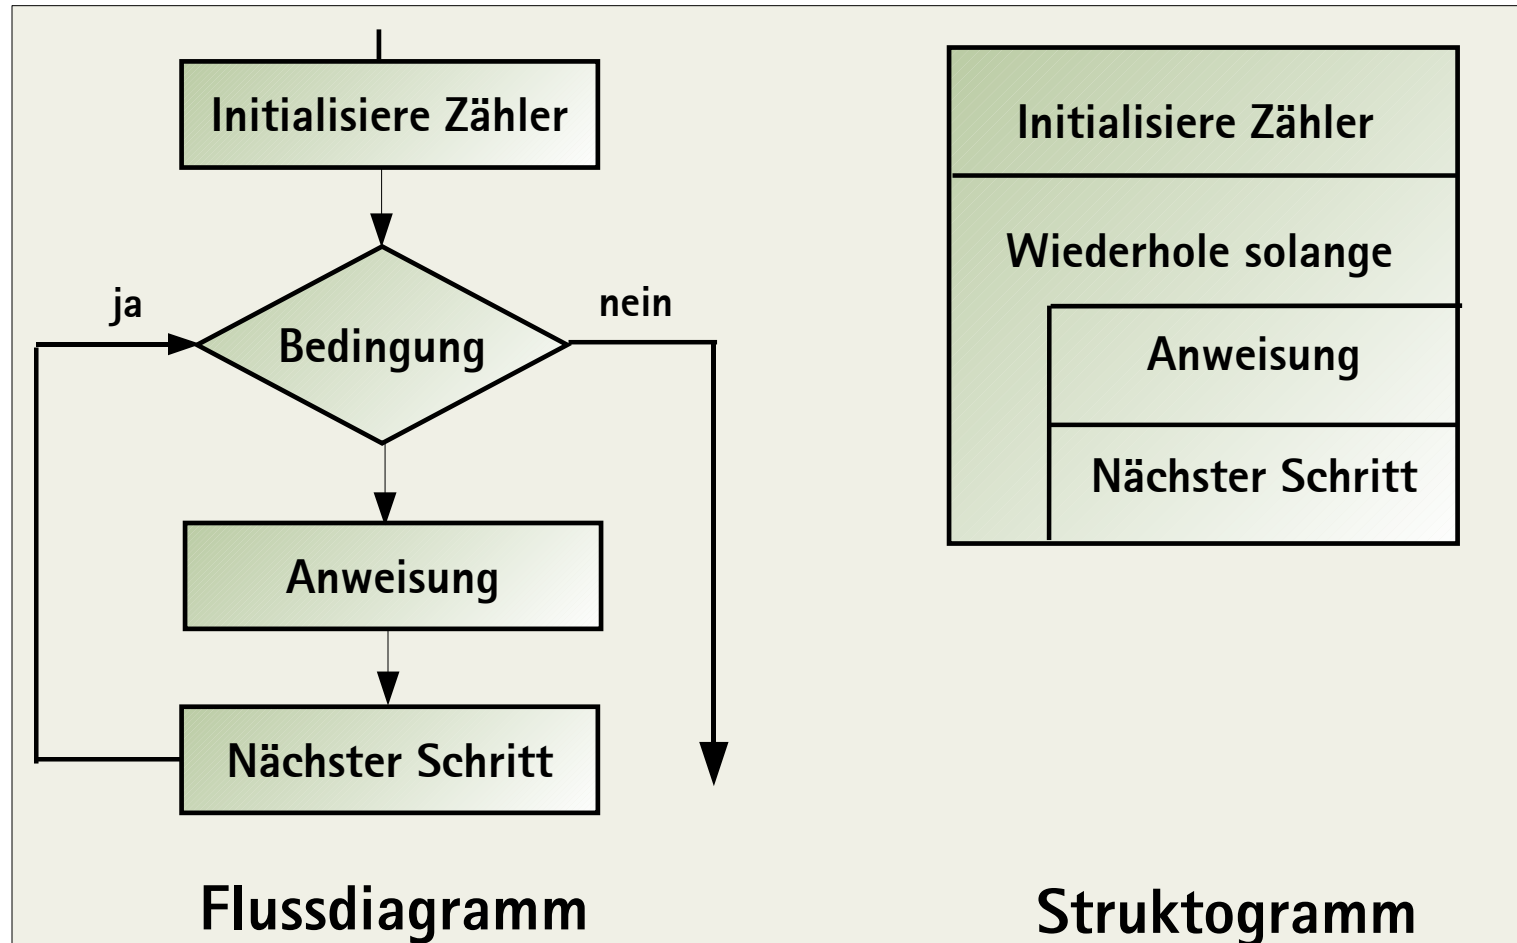 Initialisiere Zähler
ja
nein
Bedingung
Anweisung
Nächster Schritt
Flussdiagramm
Initialisiere Zähler
Wiederhole solange
Anweisung
Nächster Schritt
Struktogramm